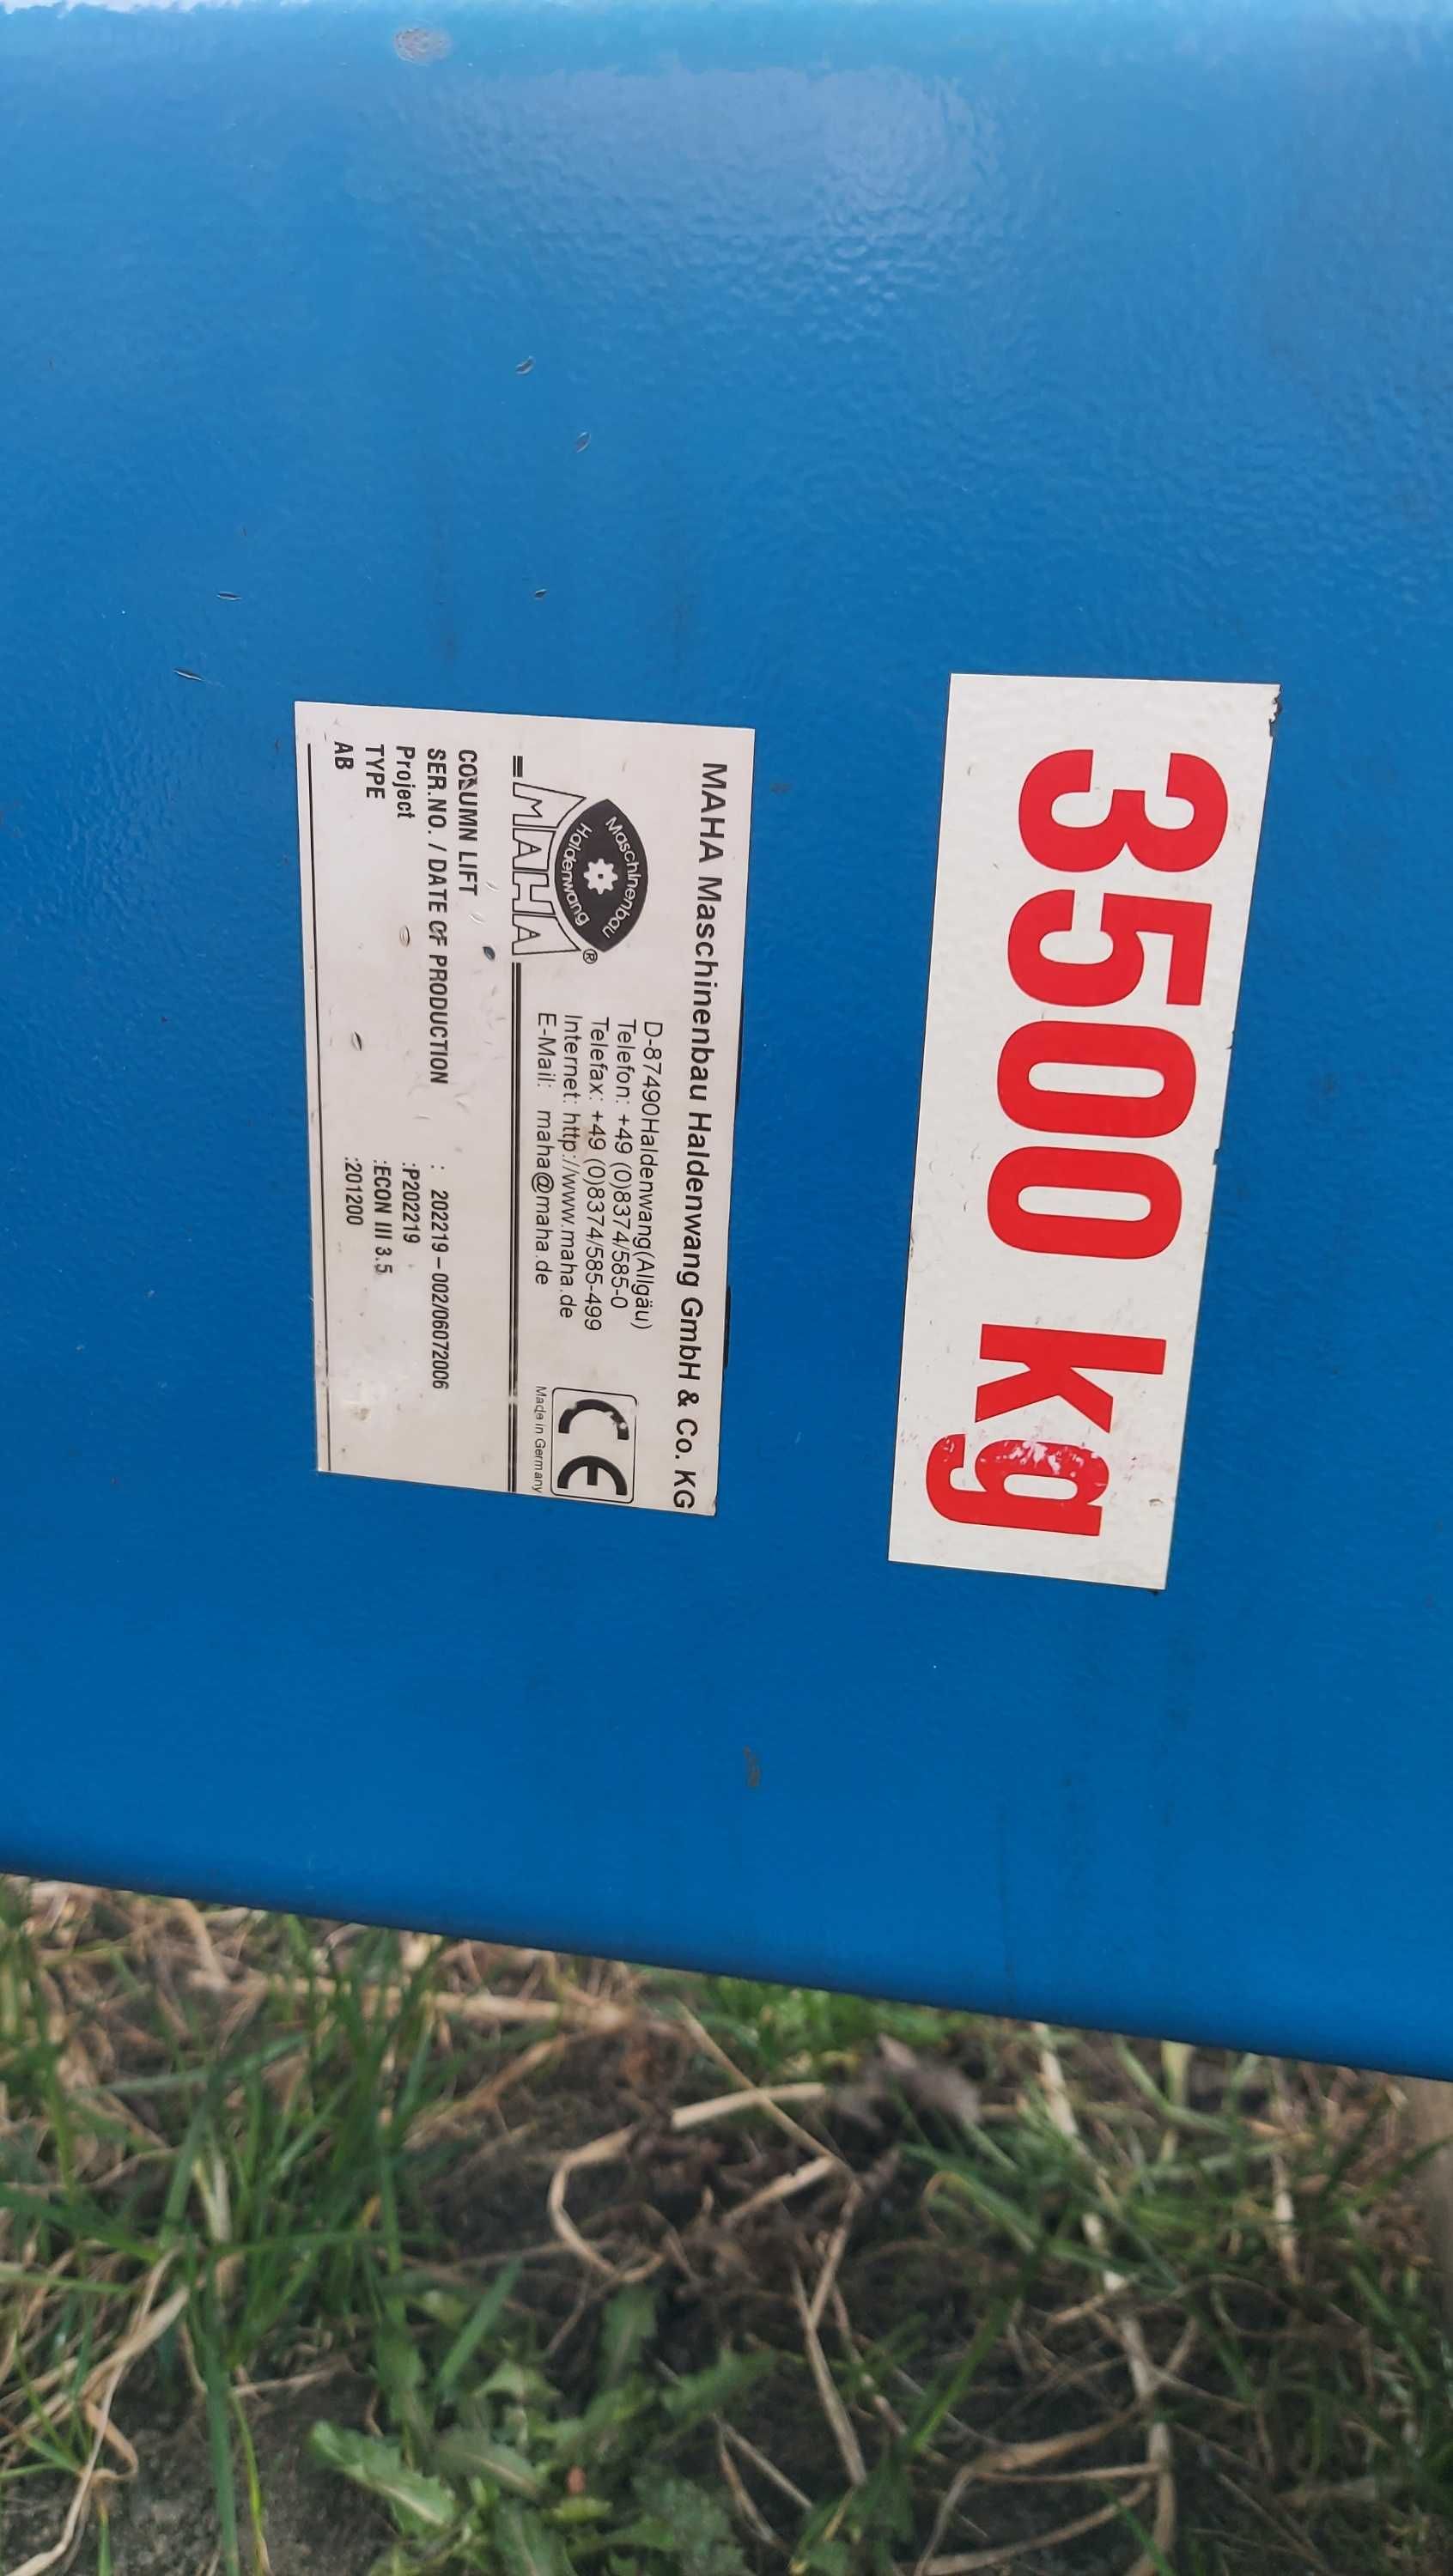 3500 kg
MAHA Maschinenbau Haldenwang GmbH & Co. KG
Maschinenbau
Haldenwang
MAHA®
D-87490Haldenwang(Allgäu)
Telefon: +49 (0)8374/585-0
Telefax: +49 (0)8374/585-499
Internet: http://www.maha.de
E-Mail: maha@maha.de
CE
Made in Germany
COLUMN LIFT
SER.NO. / DATE OF PRODUCTION : 202219-002/06072006
Project :P202219
TYPE :ECON III 3.5
AB :201200